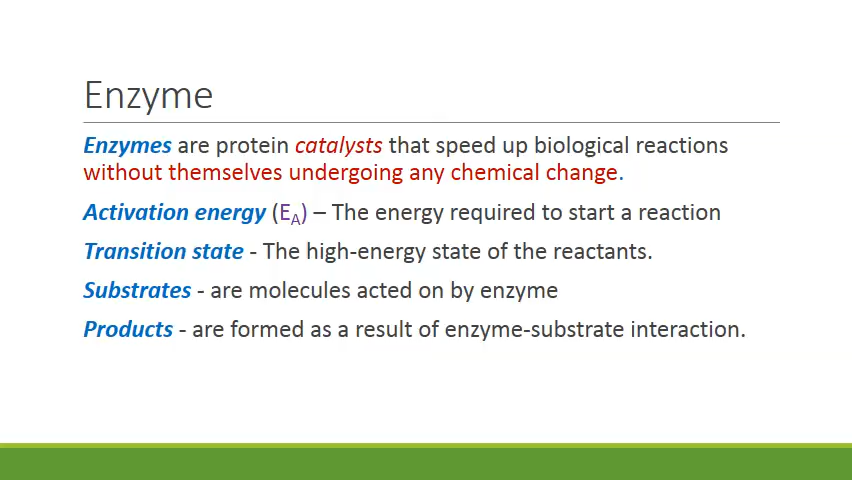 Enzyme
Enzymes are protein catalysts that speed up biological reactions
without themselves undergoing any chemical change.
Activation energy (EA) – The energy required to start a reaction
Transition state - The high-energy state of the reactants.
Substrates - are molecules acted on by enzyme
Products - are formed as a result of enzyme-substrate interaction.